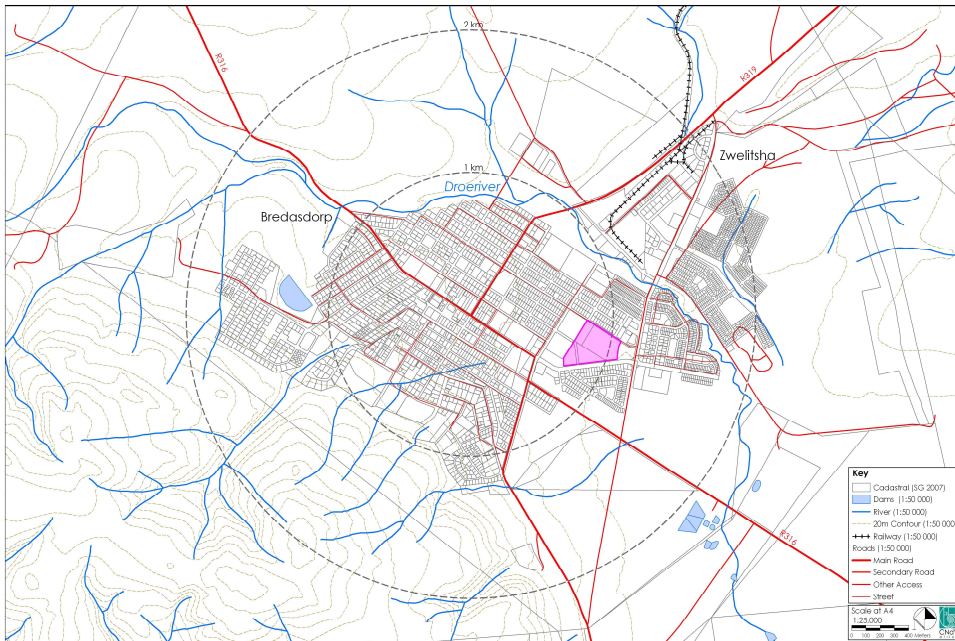 2 km
R316
R319
1 km
Zwelitsha
Droeriver
Bredasdorp
R316
Key
Cadastral (SG 2007)
Dams (1:50 000)
River (1:50 000)
20m Contour (1:50 000)
Railway (1:50 000)
Roads (1:50 000)
Main Road
Secondary Road
Other Access
Street
Scale at A4
1:25,000
0 100 200 300 400 Meters